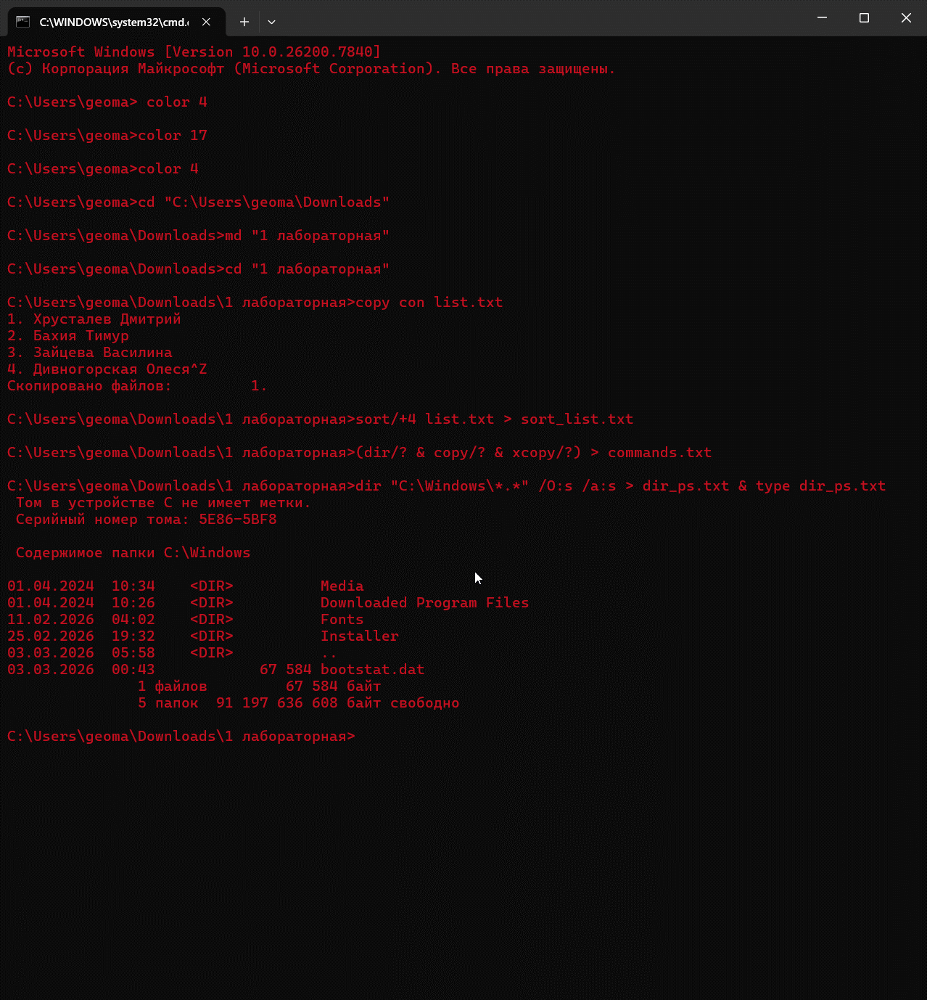 C:\WINDOWS\system32\cmd.
Microsoft Windows [Version 10.0.26200.7840]
(c) Корпорация Майкрософт (Microsoft Corporation). Все права защищены.
C:\Users\geoma> color 4
C:\Users\geoma>color 17
C:\Users\geoma>color 4
C:\Users\geoma>cd "C:\Users\geoma\Downloads"
C:\Users\geoma\Downloads>md "1 лабораторная"
C:\Users\geoma\Downloads>cd "1 лабораторная"
C:\Users\geoma\Downloads\1 лабораторная>copy con list.txt
1. Хрусталев Дмитрий
2. Бахия Тимур
3. Зайцева Василина
4. Дивногорская Олеся^Z
Скопировано файлов:         1.
C:\Users\geoma\Downloads\1 лабораторная>sort/+4 list.txt > sort_list.txt
C:\Users\geoma\Downloads\1 лабораторная>(dir/? & copy/? & xcopy/?) > commands.txt
C:\Users\geoma\Downloads\1 лабораторная>dir "C:\Windows\*.*" /O:s /a:s > dir_ps.txt & type dir_ps.txt
Том в устройстве C не имеет метки.
Серийный номер тома: 5E86-5BF8
Содержимое папки C:\Windows
01.04.2024  10:34    <DIR>          Media
01.04.2024  10:26    <DIR>          Downloaded Program Files
11.02.2026  04:02    <DIR>          Fonts
25.02.2026  19:32    <DIR>          Installer
03.03.2026  05:58    <DIR>          ..
03.03.2026  00:43            67 584 bootstat.dat
1 файлов         67 584 байт
5 папок  91 197 636 608 байт свободно
C:\Users\geoma\Downloads\1 лабораторная>